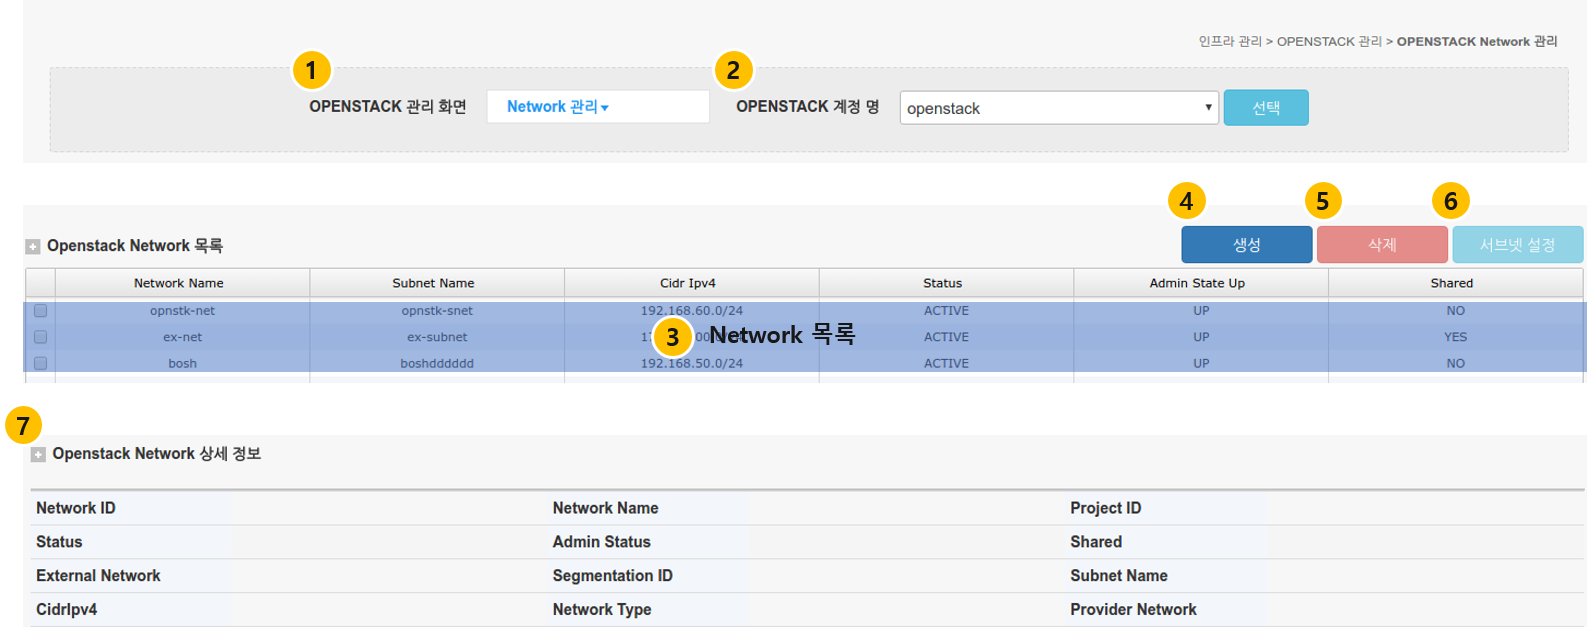 인프라 관리 > OPENSTACK 관리 > OPENSTACK Network 관리
1 2
OPENSTACK 관리 화면 Network 관리▾ OPENSTACK 계정 명 openstack 선택
4 5 6
Openstack Network 목록 생성 삭제 서브넷 설정
Network Name Subnet Name Cidr Ipv4 Status Admin State Up Shared
opnstk-net opnstk-snet 192.168.60.0/24 ACTIVE UP NO
ex-net ex-subnet ACTIVE UP YES
3 Network 목록
bosh boshdddddd 192.168.50.0/24 ACTIVE UP NO
7
Openstack Network 상세 정보
Network ID Network Name Project ID
Status Admin Status Shared
External Network Segmentation ID Subnet Name
CidrIpv4 Network Type Provider Network